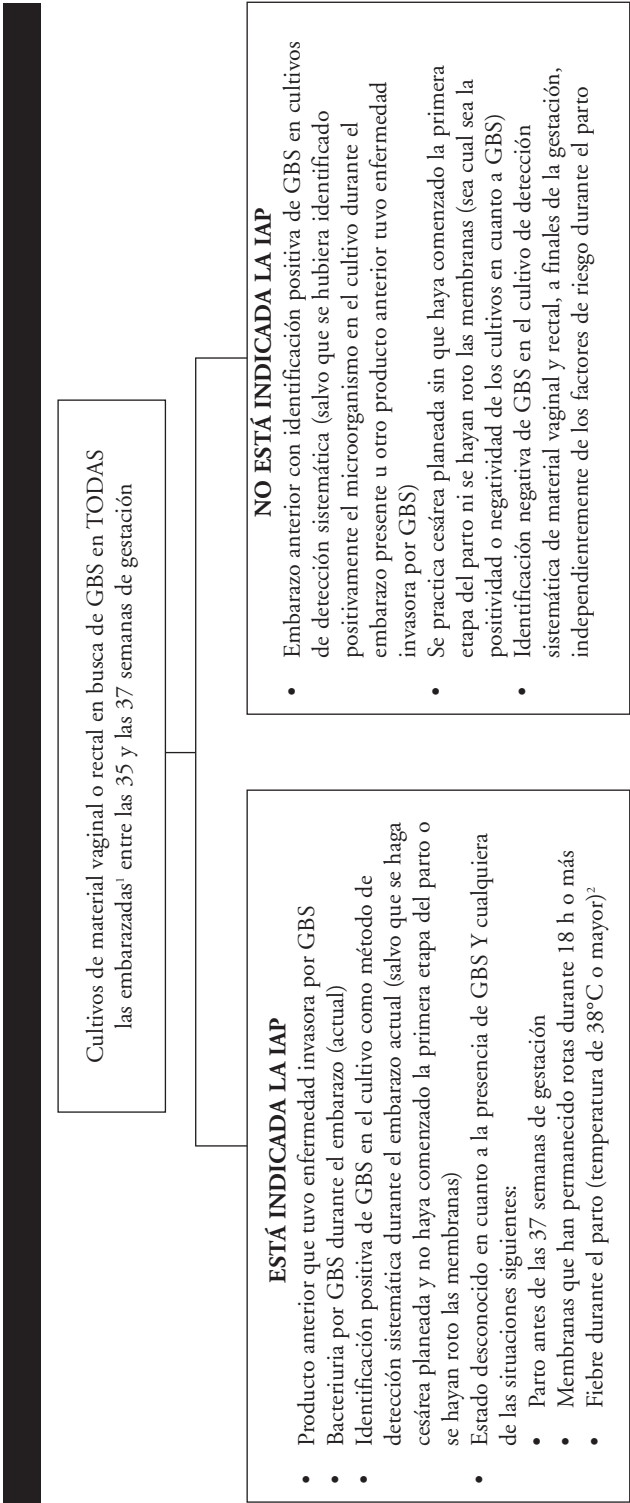 Cultivos de material vaginal o rectal en busca de GBS en TODAS
las embarazadas¹ entre las 35 y las 37 semanas de gestación
ESTÁ INDICADA LA IAP
• Producto anterior que tuvo enfermedad invasora por GBS
• Bacteriuria por GBS durante el embarazo (actual)
• Identificación positiva de GBS en el cultivo como método de
detección sistemática durante el embarazo actual (salvo que se haga
cesárea planeada y no haya comenzado la primera etapa del parto o
se hayan roto las membranas)
• Estado desconocido en cuanto a la presencia de GBS Y cualquiera
de las situaciones siguientes:
• Parto antes de las 37 semanas de gestación
• Membranas que han permanecido rotas durante 18 h o más
• Fiebre durante el parto (temperatura de 38°C o mayor)²
NO ESTÁ INDICADA LA IAP
• Embarazo anterior con identificación positiva de GBS en cultivos
de detección sistemática (salvo que se hubiera identificado
positivamente el microorganismo en el cultivo durante el
embarazo presente u otro producto anterior tuvo enfermedad
invasora por GBS)
• Se practica cesárea planeada sin que haya comenzado la primera
etapa del parto ni se hayan roto las membranas (sea cual sea la
positividad o negatividad de los cultivos en cuanto a GBS)
• Identificación negativa de GBS en el cultivo de detección
sistemática de material vaginal y rectal, a finales de la gestación,
independientemente de los factores de riesgo durante el parto